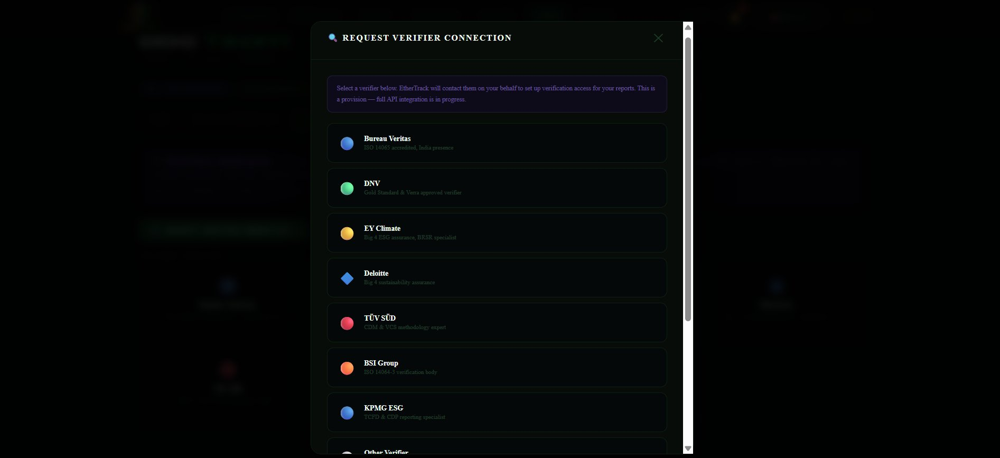 REQUEST VERIFIER CONNECTION
Select a verifier below. EtherTrack will contact them on your behalf to set up verification access for your reports. This is
a provision — full API integration is in progress.
Bureau Veritas
ISO 14065 accredited, India presence
DNV
Gold Standard & Verra approved verifier
EY Climate
Big 4 ESG assurance, BRSR specialist
Deloitte
Big 4 sustainability assurance
TÜV SÜD
CDM & VCS methodology expert
BSI Group
ISO 14064-3 verification body
KPMG ESG
TCFD & CDP reporting specialist
Other Verifier